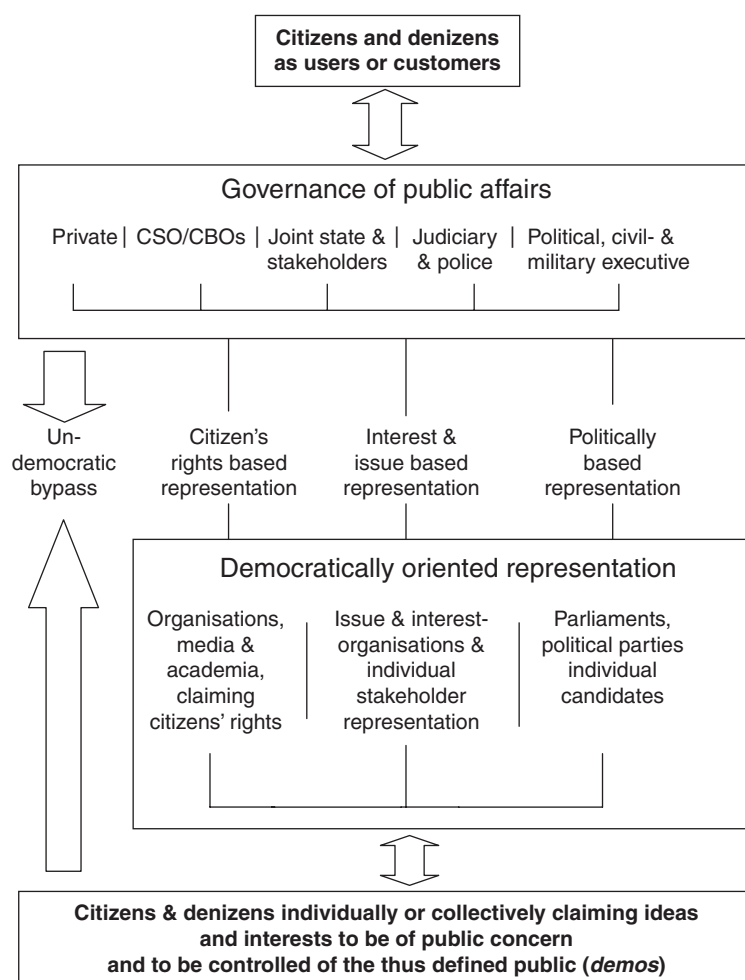 Citizens and denizens
as users or customers
Governance of public affairs
Private | CSO/CBOs | Joint state & | Judiciary | Political, civil- &
stakeholders & police military executive
Un-
democratic
bypass
Citizen's
rights based
representation
Interest &
issue based
representation
Politically
based
representation
Democratically oriented representation
Organisations,
media &
academia,
claiming
citizens' rights
Issue & interest-
organisations &
individual
stakeholder
representation
Parliaments,
political parties
individual
candidates
Citizens & denizens individually or collectively claiming ideas
and interests to be of public concern
and to be controlled of the thus defined public (demos)